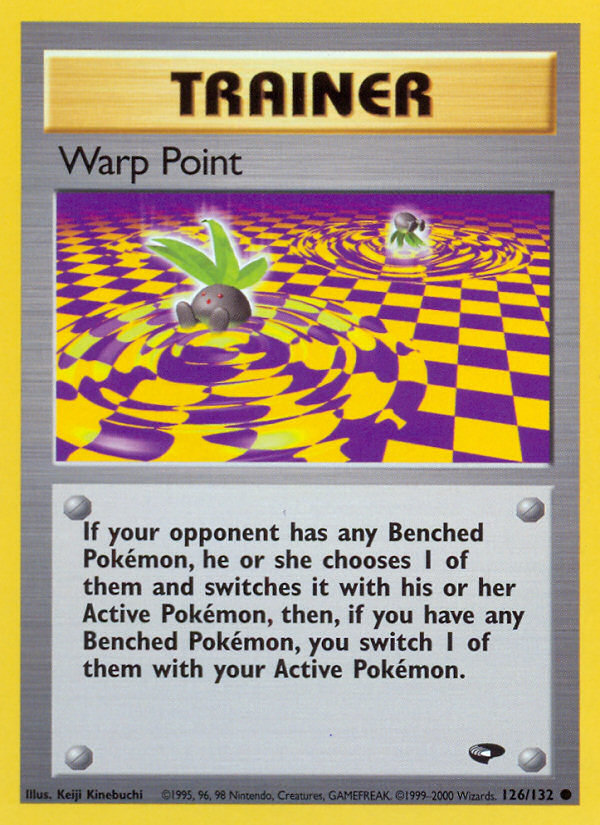 TRAINER
Warp Point
If your opponent has any Benched
Pokémon, he or she chooses 1 of
them and switches it with his or her
Active Pokémon, then, if you have any
Benched Pokémon, you switch 1 of
them with your Active Pokémon.
Illus. Keiji Kinebuchi ©1995, 96, 98 Nintendo, Creatures, GAMEFREAK. ©1999-2000 Wizards. 126/132